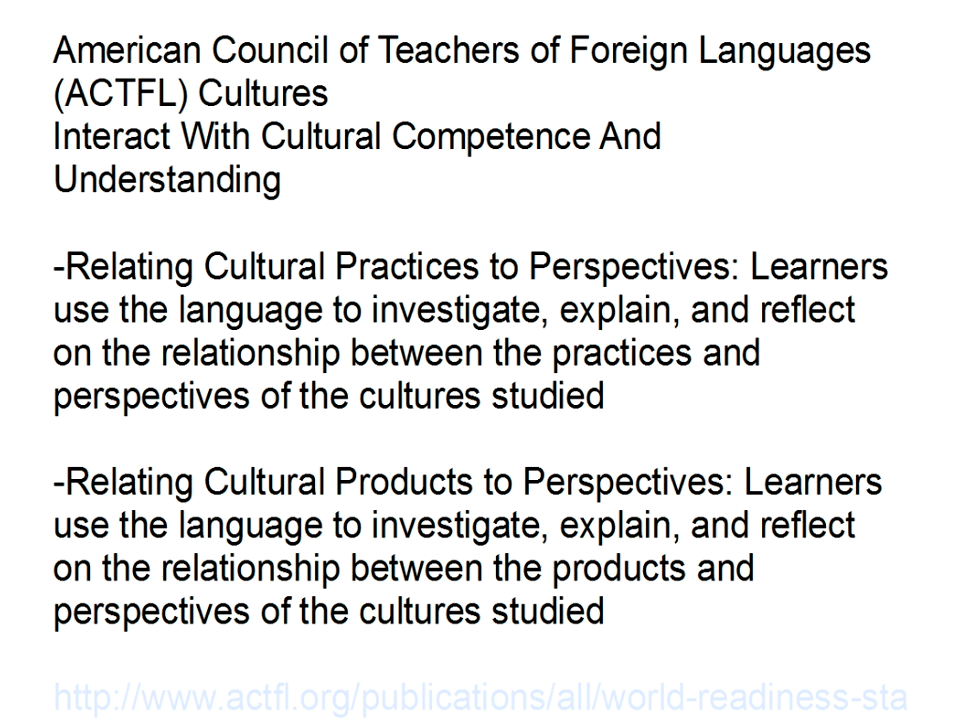 American Council of Teachers of Foreign Languages
(ACTFL) Cultures
Interact With Cultural Competence And
Understanding
-Relating Cultural Practices to Perspectives: Learners
use the language to investigate, explain, and reflect
on the relationship between the practices and
perspectives of the cultures studied
-Relating Cultural Products to Perspectives: Learners
use the language to investigate, explain, and reflect
on the relationship between the products and
perspectives of the cultures studied
http://www.actfl.org/publications/all/world-readiness-sta